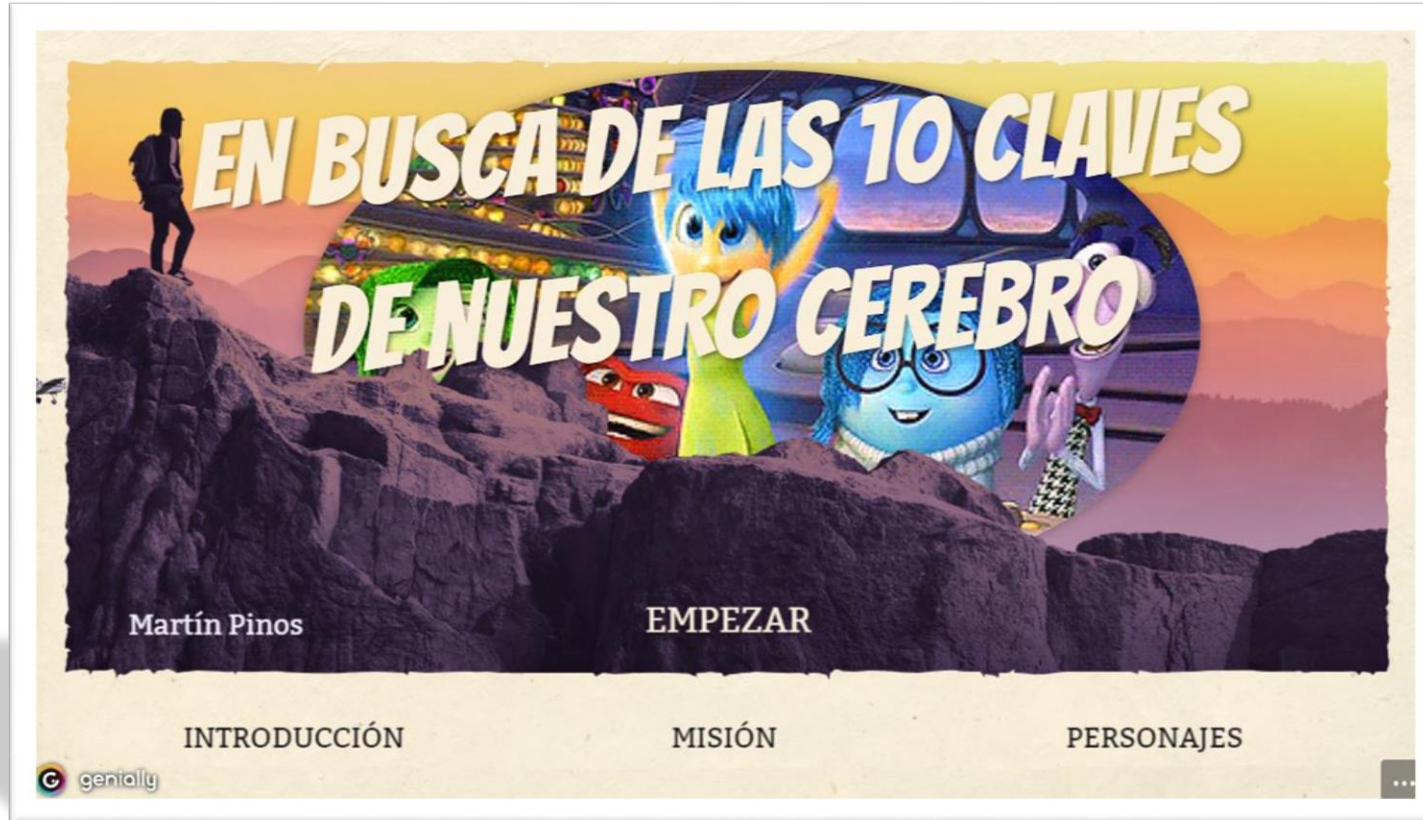 EN BUSCA DE LAS 10 CLAVES
DE NUESTRO CEREBRO
Martín Pinos
EMPEZAR
INTRODUCCIÓN
MISIÓN
PERSONAJES
genially